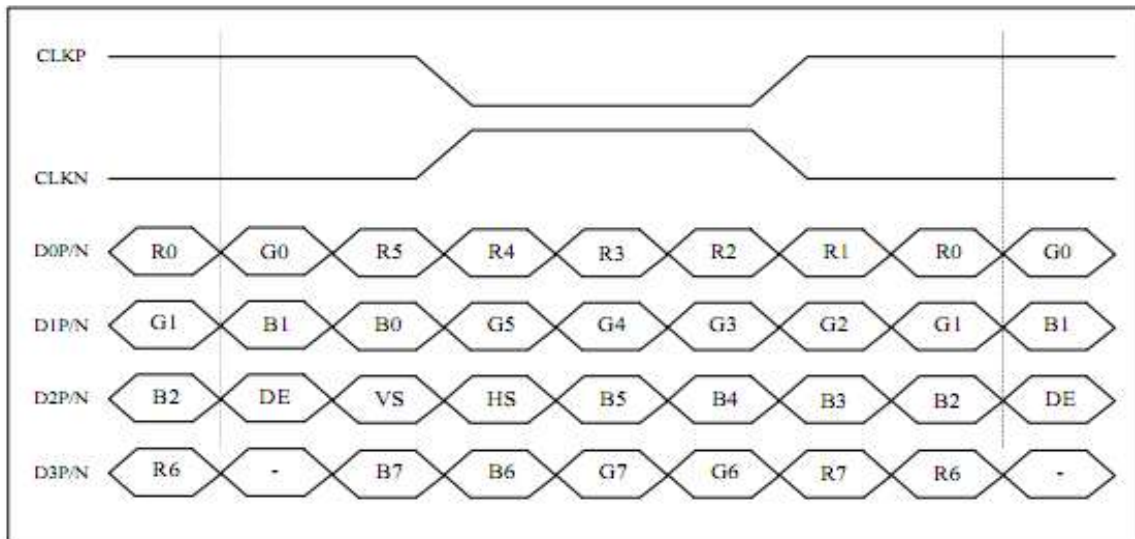 CLKP
CLKN
D0P/N R0 G0 R5 R4 R3 R2 R1 R0 G0
D1P/N G1 B1 B0 G5 G4 G3 G2 G1 B1
D2P/N B2 DE VS HS B5 B4 B3 B2 DE
D3P/N R6 - B7 B6 G7 G6 R7 R6 -